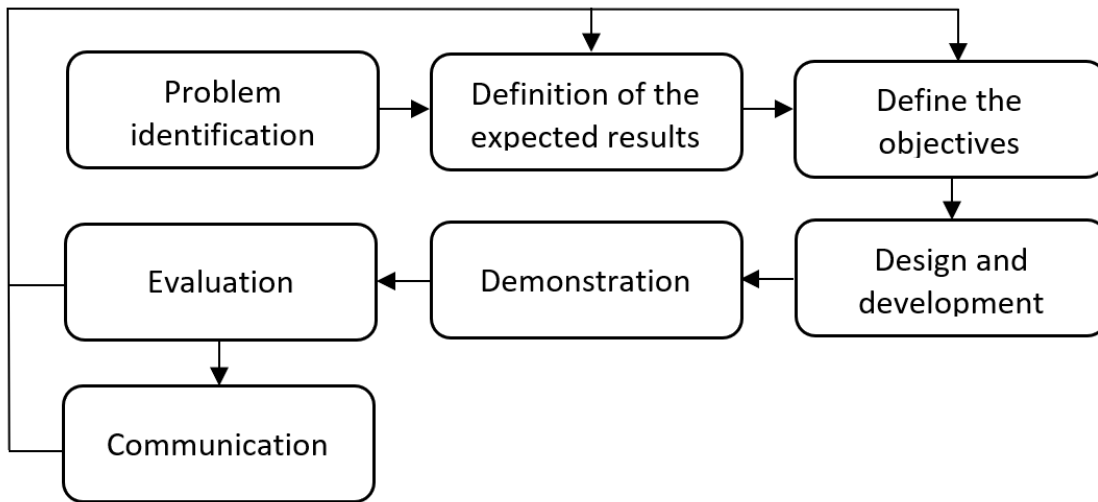 Problem
identification
Definition of the
expected results
Define the
objectives
Evaluation
Demonstration
Design and
development
Communication